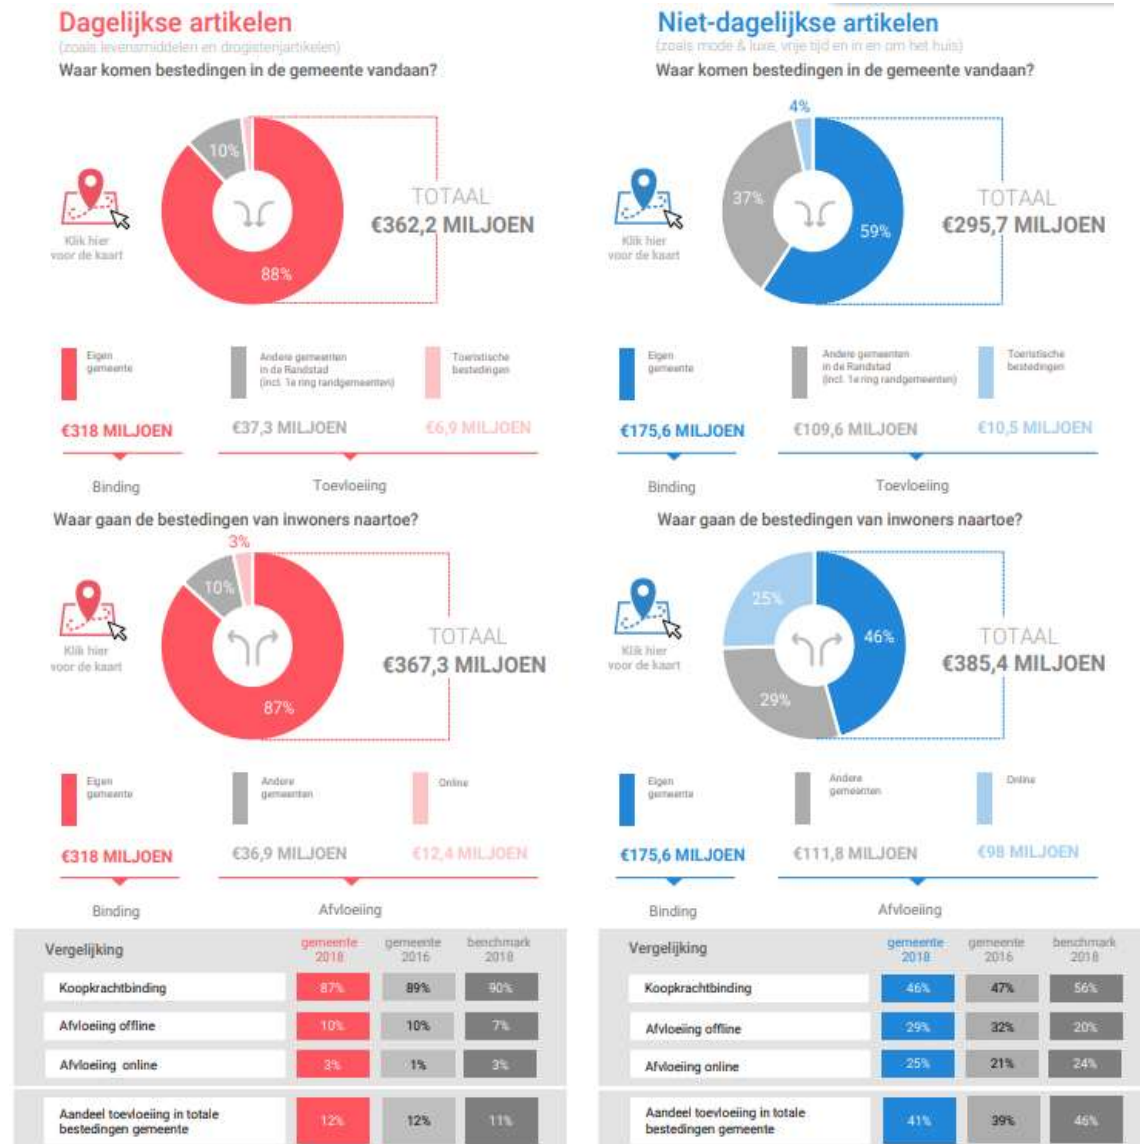 Dagelijkse artikelen
(zoals levensmiddelen en drogisterijartikelen)
Waar komen bestedingen in de gemeente vandaan?
10%
88%
TOTAAL
€362,2 MILJOEN
Klik hier
voor de kaart
Eigen
gemeente
Andere gemeenten
in de Randstad
(incl. 1e ring randgemeenten)
Toeristische
bestedingen
€318 MILJOEN
€37,3 MILJOEN
€6,9 MILJOEN
Binding
Toevloeiing
Waar gaan de bestedingen van inwoners naartoe?
3%
10%
87%
TOTAAL
€367,3 MILJOEN
Klik hier
voor de kaart
Eigen
gemeente
Andere
gemeenten
Online
€318 MILJOEN
€36,9 MILJOEN
€12,4 MILJOEN
Binding
Afvloeiing
Vergelijking
gemeente
2018
gemeente
2016
benchmark
2018
Koopkrachtbinding 87% 89% 90%
Afvloeiing offline 10% 10% 7%
Afvloeiing online 3% 1% 3%
Aandeel toevloeiing in totale
bestedingen gemeente
12% 12% 11%
Niet-dagelijkse artikelen
(zoals mode & luxe, vrije tijd en in en om het huis)
Waar komen bestedingen in de gemeente vandaan?
4%
37%
59%
TOTAAL
€295,7 MILJOEN
Klik hier
voor de kaart
Eigen
gemeente
Andere gemeenten
in de Randstad
(incl. 1e ring randgemeenten)
Toeristische
bestedingen
€175,6 MILJOEN
€109,6 MILJOEN
€10,5 MILJOEN
Binding
Toevloeiing
Waar gaan de bestedingen van inwoners naartoe?
25%
46%
29%
TOTAAL
€385,4 MILJOEN
Klik hier
voor de kaart
Eigen
gemeente
Andere
gemeenten
Online
€175,6 MILJOEN
€111,8 MILJOEN
€98 MILJOEN
Binding
Afvloeiing
Vergelijking
gemeente
2018
gemeente
2016
benchmark
2018
Koopkrachtbinding 46% 47% 56%
Afvloeiing offline 29% 32% 20%
Afvloeiing online 25% 21% 24%
Aandeel toevloeiing in totale
bestedingen gemeente
41% 39% 46%